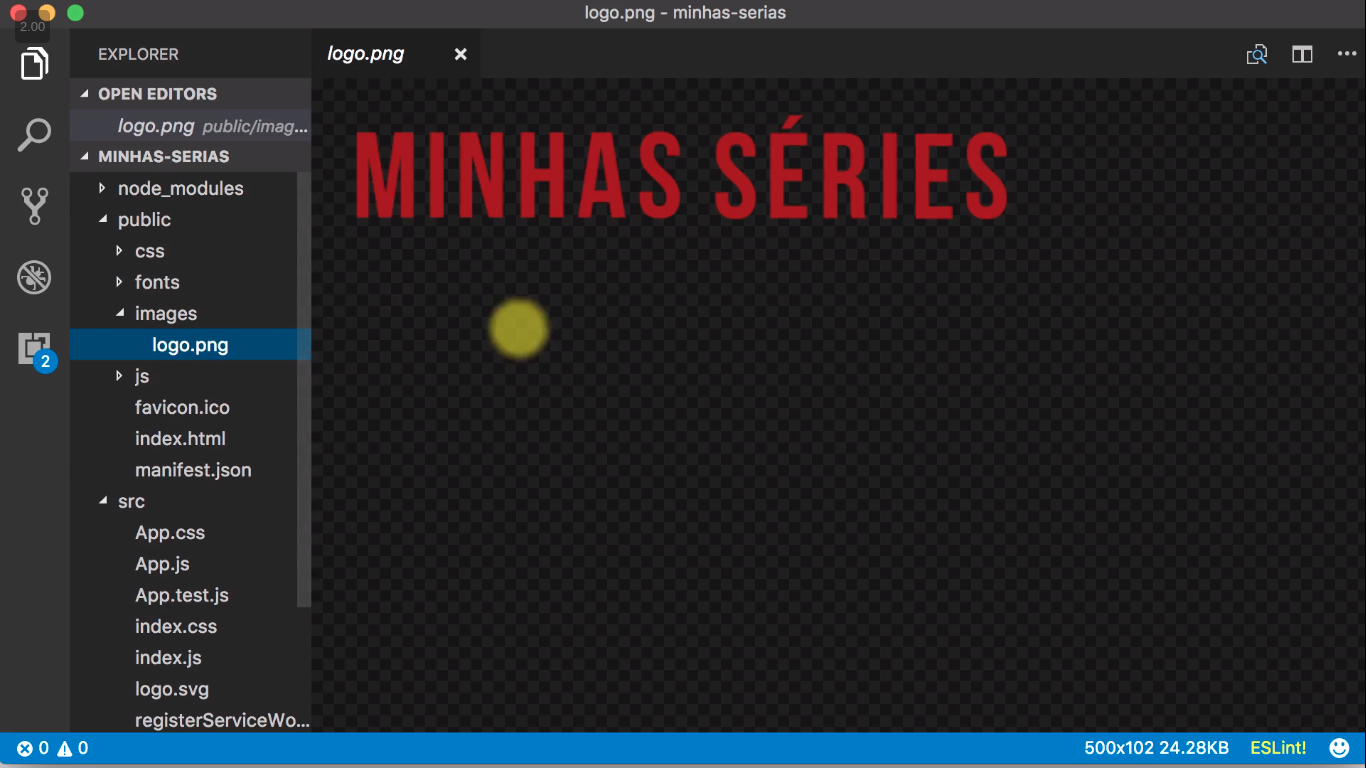 logo.png - minhas-serias
2.00
EXPLORER
logo.png
OPEN EDITORS
logo.png public/imag...
MINHAS-SERIAS
node_modules
public
css
fonts
images
logo.png
js
favicon.ico
index.html
manifest.json
src
App.css
App.js
App.test.js
index.css
index.js
logo.svg
registerServiceWo...
MINHAS SÉRIES
2
0 0
500x102 24.28KB ESLint!